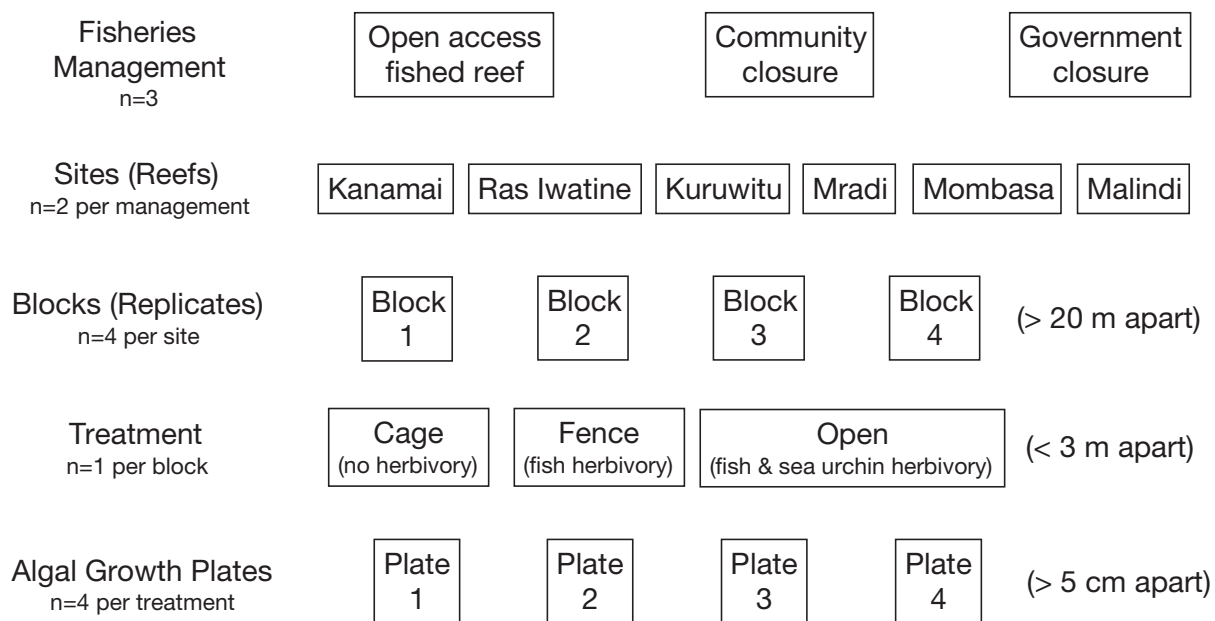 Fisheries
Management
n=3
Open access
fished reef
Community
closure
Government
closure
Sites (Reefs)
n=2 per management
Kanamai
Ras Iwatine
Kuruwitu
Mradi
Mombasa
Malindi
Blocks (Replicates)
n=4 per site
Block
1
Block
2
Block
3
Block
4
(> 20 m apart)
Treatment
n=1 per block
Cage
(no herbivory)
Fence
(fish herbivory)
Open
(fish & sea urchin herbivory)
(< 3 m apart)
Algal Growth Plates
n=4 per treatment
Plate
1
Plate
2
Plate
3
Plate
4
(> 5 cm apart)